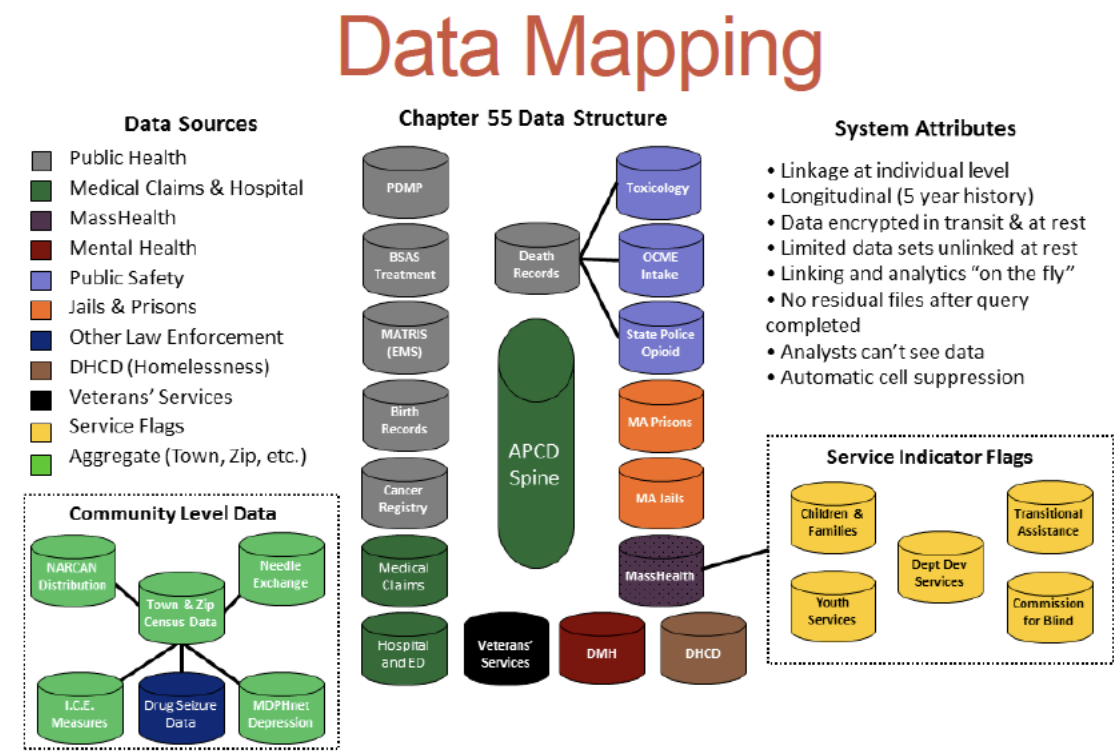 Data Mapping
Data Sources
Public Health
Medical Claims & Hospital
MassHealth
Mental Health
Public Safety
Jails & Prisons
Other Law Enforcement
DHCD (Homelessness)
Veterans’ Services
Service Flags
Aggregate (Town, Zip, etc.)
Community Level Data
NARCAN
Distribution
Needle
Exchange
Town & Zip
Census Data
I.C.E.
Measures
Drug Seizure
Data
MDPHnet
Depression
Chapter 55 Data Structure
PDMP
BSAS
Treatment
MATRIS
(EMS)
Birth
Records
Cancer
Registry
Medical
Claims
Hospital
and ED
Death
Records
APCD
Spine
Toxicology
OCME
Intake
State Police
Opioid
MA Prisons
MA Jails
MassHealth
Veterans’
Services
DMH
DHCD
System Attributes
• Linkage at individual level
• Longitudinal (5 year history)
• Data encrypted in transit & at rest
• Limited data sets unlinked at rest
• Linking and analytics “on the fly”
• No residual files after query
completed
• Analysts can’t see data
• Automatic cell suppression
Service Indicator Flags
Children &
Families
Transitional
Assistance
Dept Dev
Services
Youth
Services
Commission
for Blind